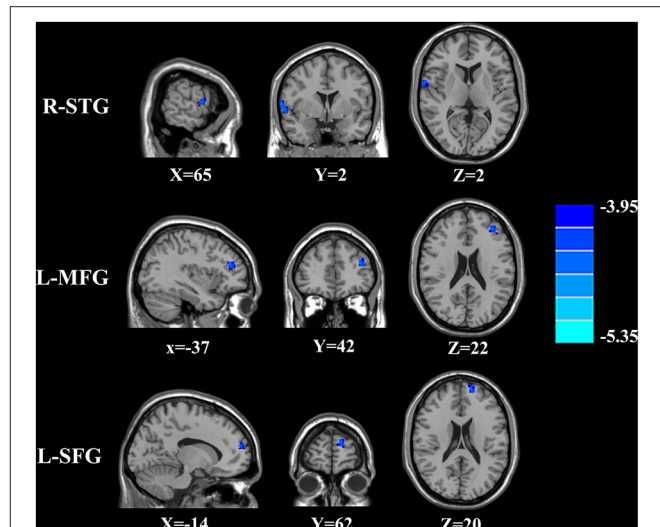 R-STG
X=65
Y=2
Z=2
L-MFG
x=-37
Y=42
Z=22
-3.95
-5.35
L-SFG
X=-14
Y=62
Z=20